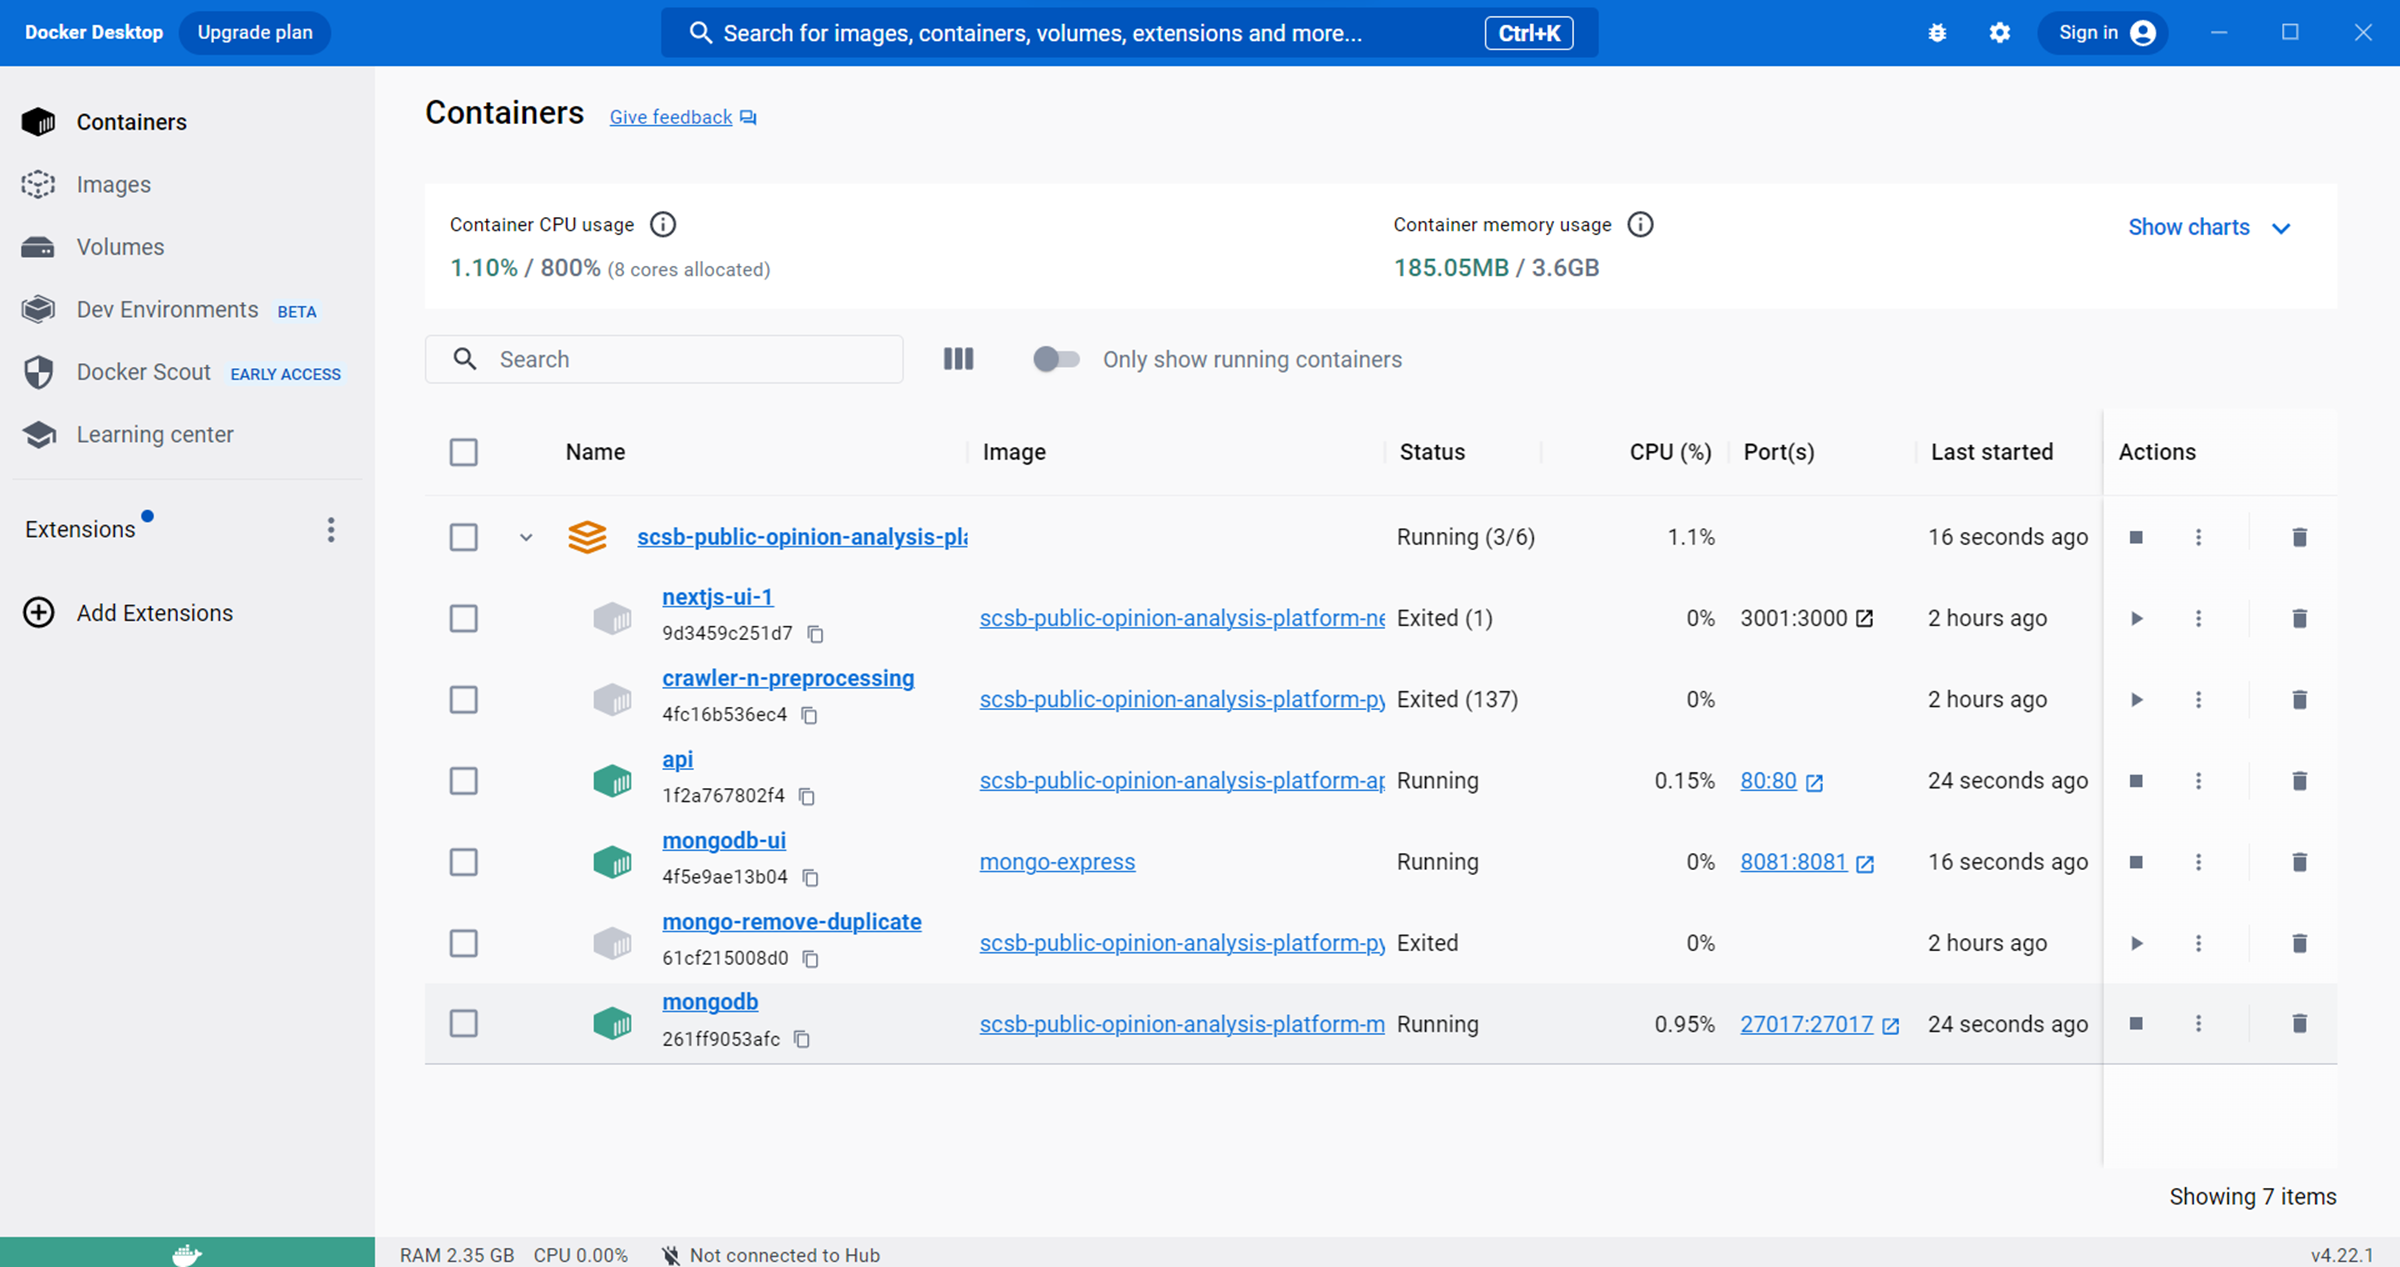 Docker Desktop Upgrade plan Search for images, containers, volumes, extensions and more... Ctrl+K Sign in
Containers
Images
Volumes
Dev Environments BETA
Docker Scout EARLY ACCESS
Learning center
Extensions
Add Extensions
Containers Give feedback
Container CPU usage
1.10% / 800% (8 cores allocated)
Container memory usage
185.05MB / 3.6GB
Show charts
Search
Only show running containers
Name Image Status CPU (%) Port(s) Last started Actions
scsb-public-opinion-analysis-pla Running (3/6) 1.1% 16 seconds ago
nextjs-ui-1
9d3459c251d7
scsb-public-opinion-analysis-platform-ne Exited (1) 0% 3001:3000 2 hours ago
crawler-n-preprocessing
4fc16b536ec4
scsb-public-opinion-analysis-platform-py Exited (137) 0% 2 hours ago
api
1f2a767802f4
scsb-public-opinion-analysis-platform-ap Running 0.15% 80:80 24 seconds ago
mongodb-ui
4f5e9ae13b04
mongo-express Running 0% 8081:8081 16 seconds ago
mongo-remove-duplicate
61cf215008d0
scsb-public-opinion-analysis-platform-py Exited 0% 2 hours ago
mongodb
261ff9053afc
scsb-public-opinion-analysis-platform-m Running 0.95% 27017:27017 24 seconds ago
Showing 7 items
RAM 2.35 GB CPU 0.00% Not connected to Hub v4.22.1